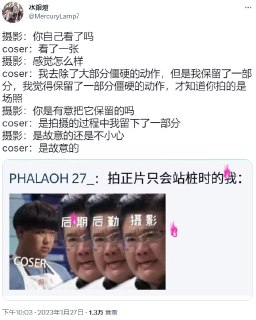 水银灯
@MercuryLamp7
摄影：你自己看了吗
coser：看了一张
摄影：感觉怎么样
coser：我去除了大部分僵硬的动作，但是我保留了一部
分，我觉得保留了一部分僵硬的动作，才知道你拍的是
场照
摄影：你是有意把它保留的吗
coser：是拍摄的过程中我留下了一部分
摄影：是故意的还是不小心
coser：是故意的
PHALAOH 27_：拍正片只会站桩时的我：
COSER
后期
后勤
摄影
下午10:03 · 2023年1月27日 · 1.3万 查看